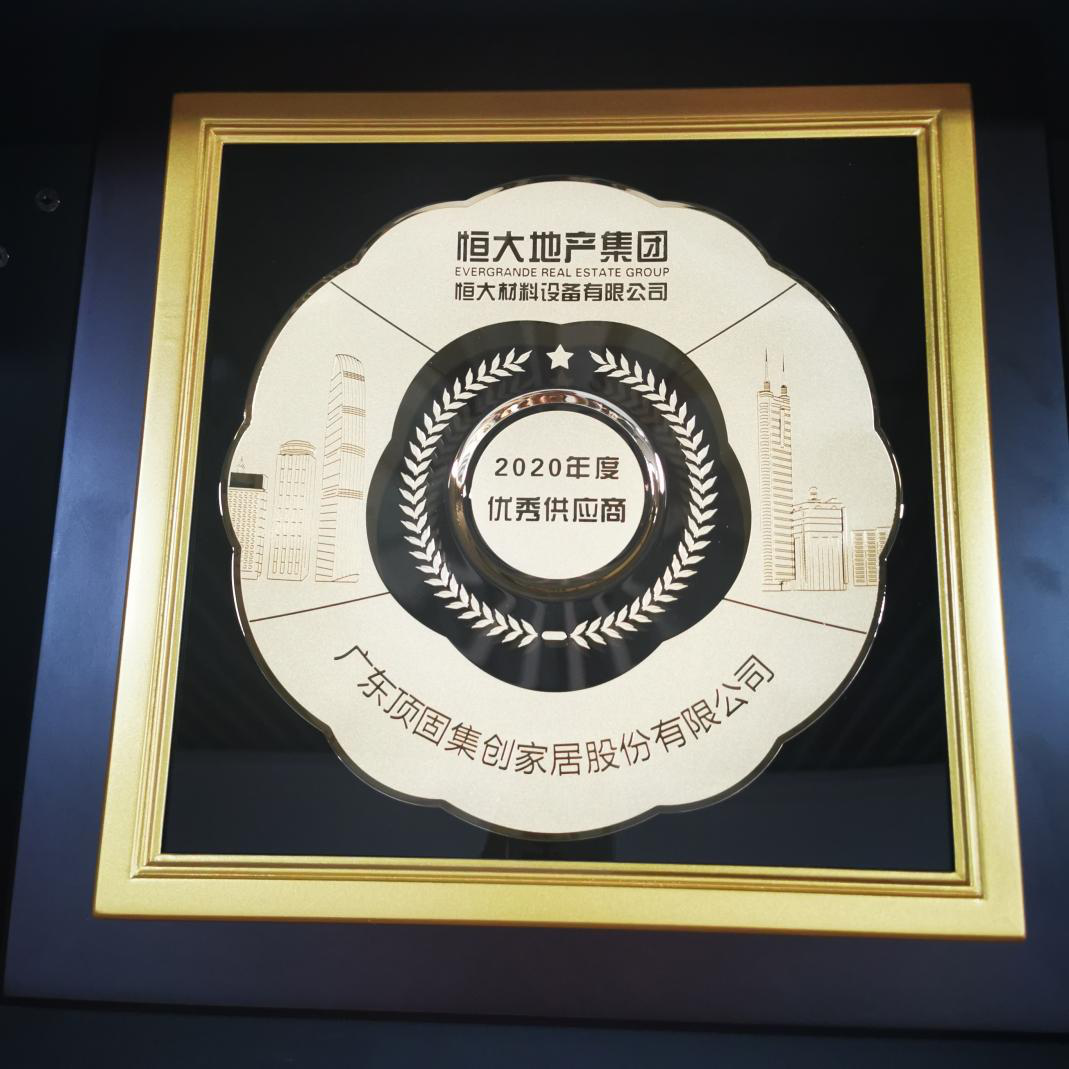 恒大地产集团
EVERGRANDE REAL ESTATE GROUP
恒大材料设备有限公司
2020年度
优秀供应商
广东顶固集创家居股份有限公司